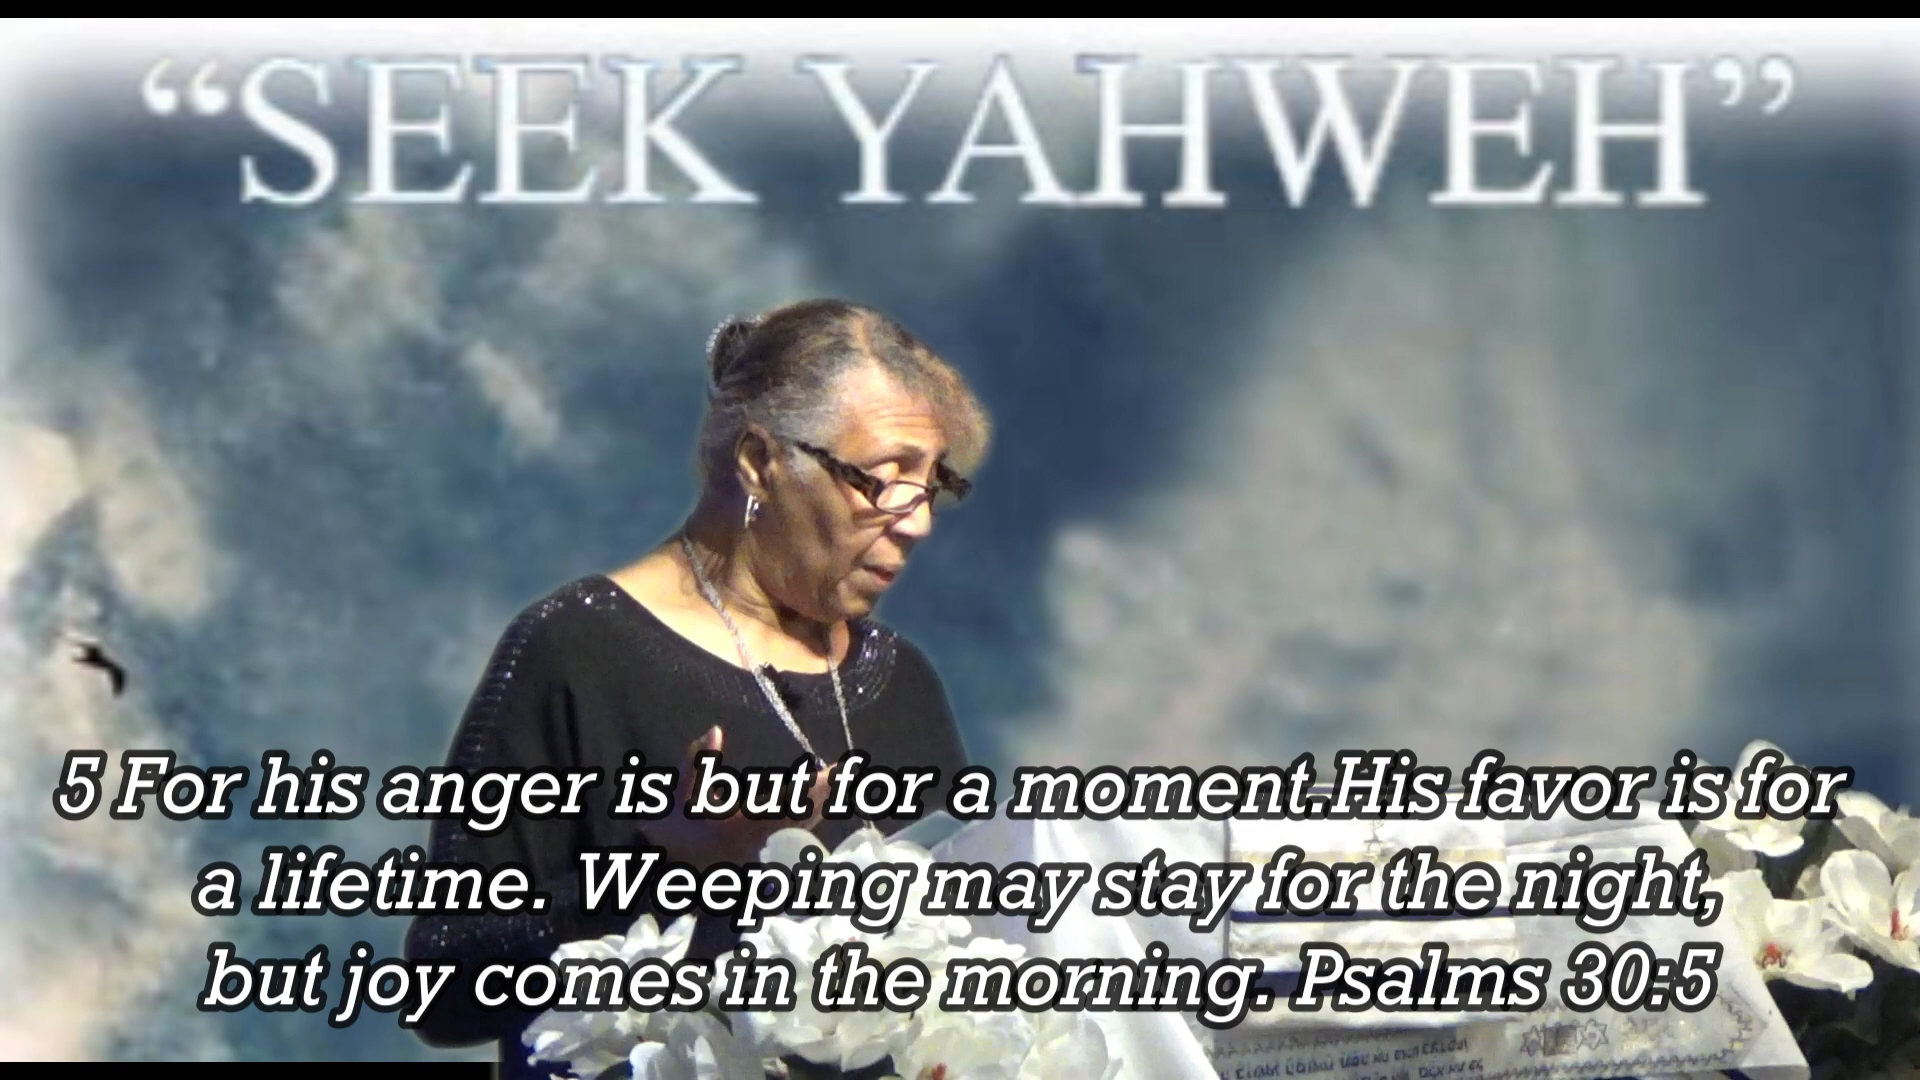 “SEEK YAHWEH”
5 For his anger is but for a moment.His favor is for
a lifetime. Weeping may stay for the night,
but joy comes in the morning. Psalms 30:5